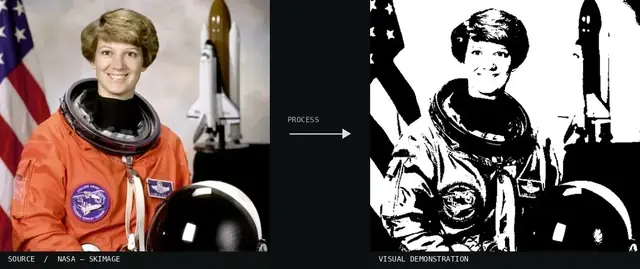 PROCESS
SOURCE / NASA — SKIMAGE
VISUAL DEMONSTRATION